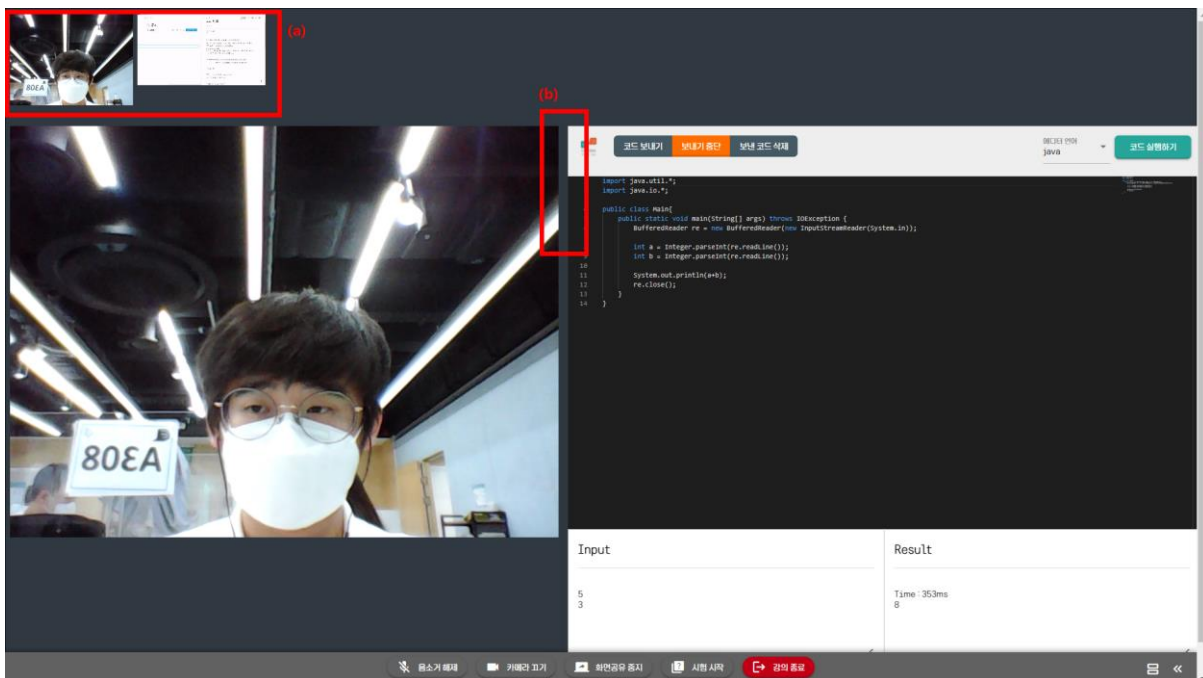 (a)
(b)
코드 보내기
보내기 중단
보낸 코드 삭제
에디터 언어
java
코드 실행하기
import java.util.*;
import java.io.*;
public class Main{
public static void main(String[] args) throws IOException {
BufferedReader re = new BufferedReader(new InputStreamReader(System.in));
int a = Integer.parseInt(re.readLine());
int b = Integer.parseInt(re.readLine());
10
11 System.out.println(a+b);
12 re.close();
13 }
14 }
Input
5
3
Result
Time : 353ms
8
음소거 해제
카메라 끄기
화면공유 중지
시험 시작
강의 종료